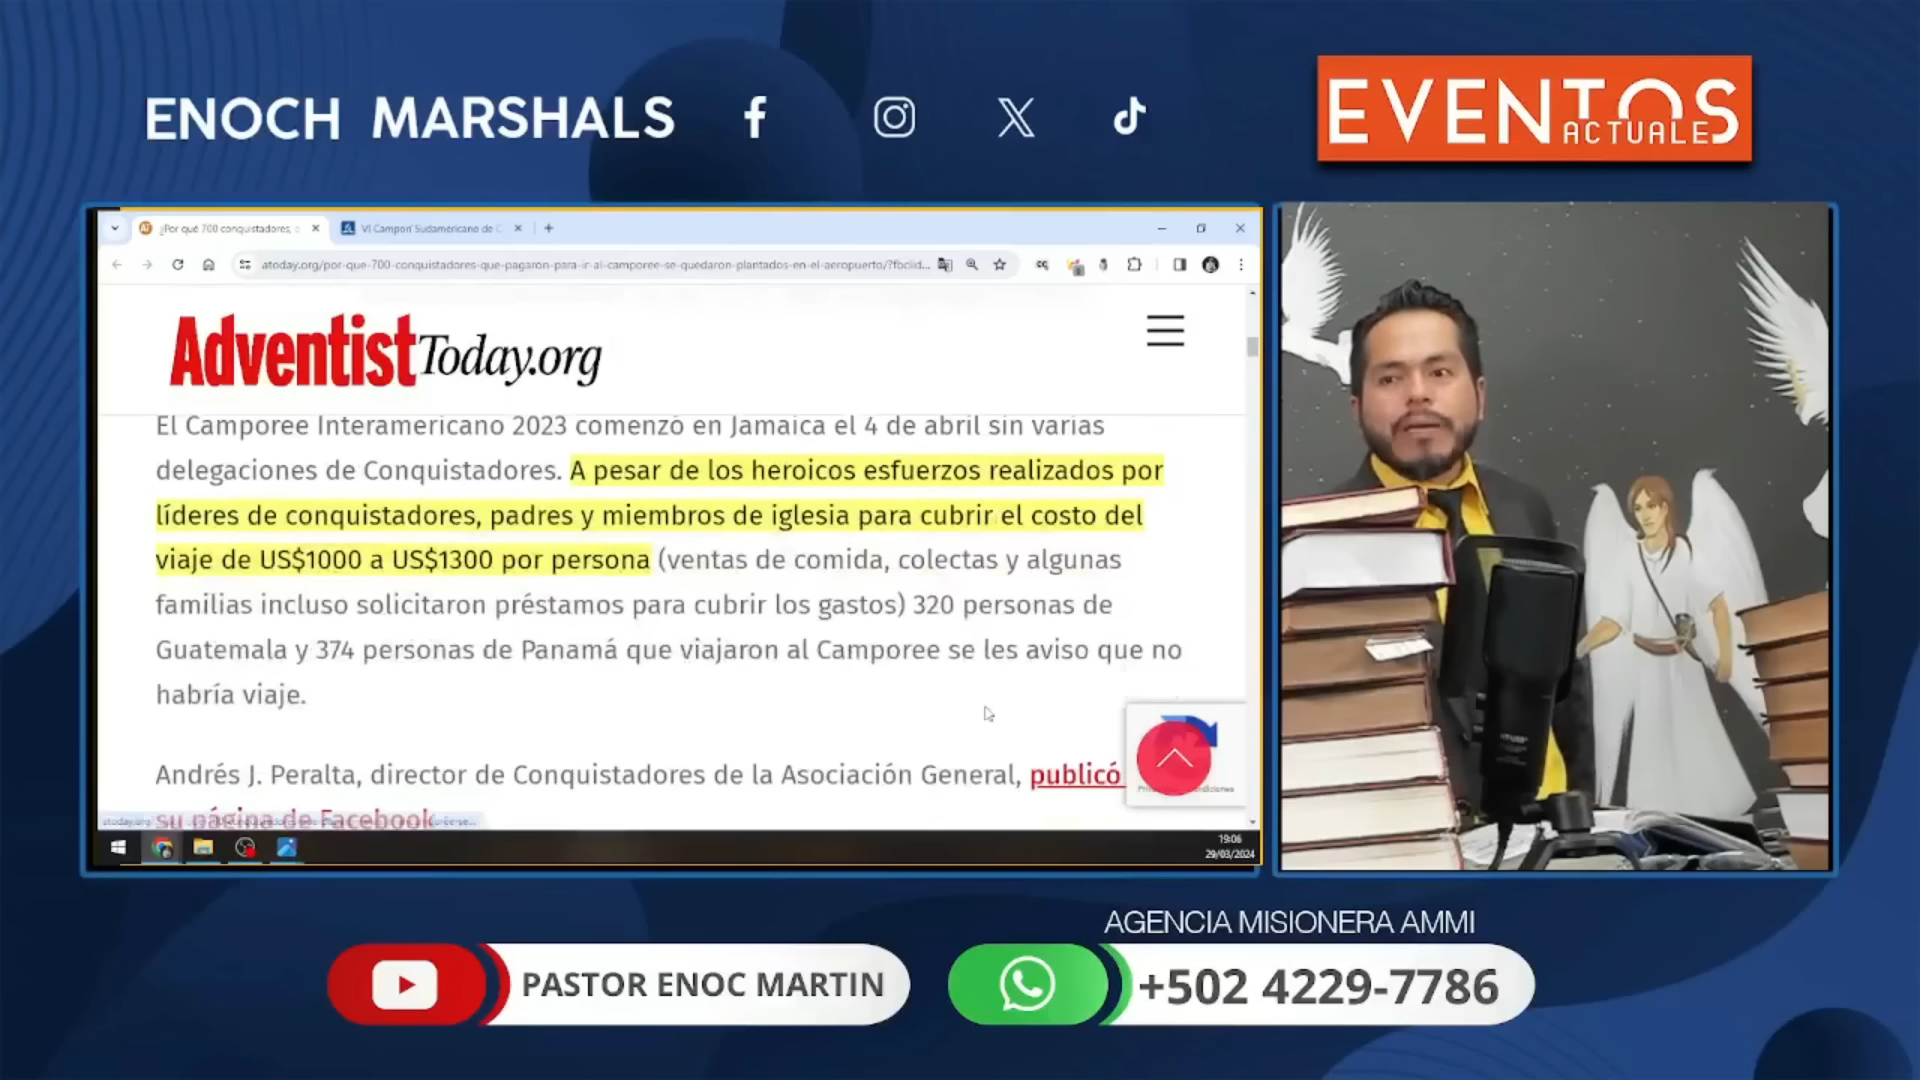 ENOCH MARSHALS
EVENTOS
ACTUALES
¿Por qué 700 conquistadores,
VI Camporí Sudamericano de
atoday.org/por-que-700-conquistadores-que-pagaron-para-ir-al-camporee-se-quedaron-plantados-en-el-aeropuerto/?fbclid...
AdventistToday.org
El Camporee Interamericano 2023 comenzó en Jamaica el 4 de abril sin varias
delegaciones de Conquistadores. A pesar de los heroicos esfuerzos realizados por
líderes de conquistadores, padres y miembros de iglesia para cubrir el costo del
viaje de US$1000 a US$1300 por persona (ventas de comida, colectas y algunas
familias incluso solicitaron préstamos para cubrir los gastos) 320 personas de
Guatemala y 374 personas de Panamá que viajaron al Camporee se les aviso que no
habría viaje.
Andrés J. Peralta, director de Conquistadores de la Asociación General, publicó
su página de Facebook
19:06
29/03/2024
AGENCIA MISIONERA AMMI
PASTOR ENOC MARTIN
+502 4229-7786